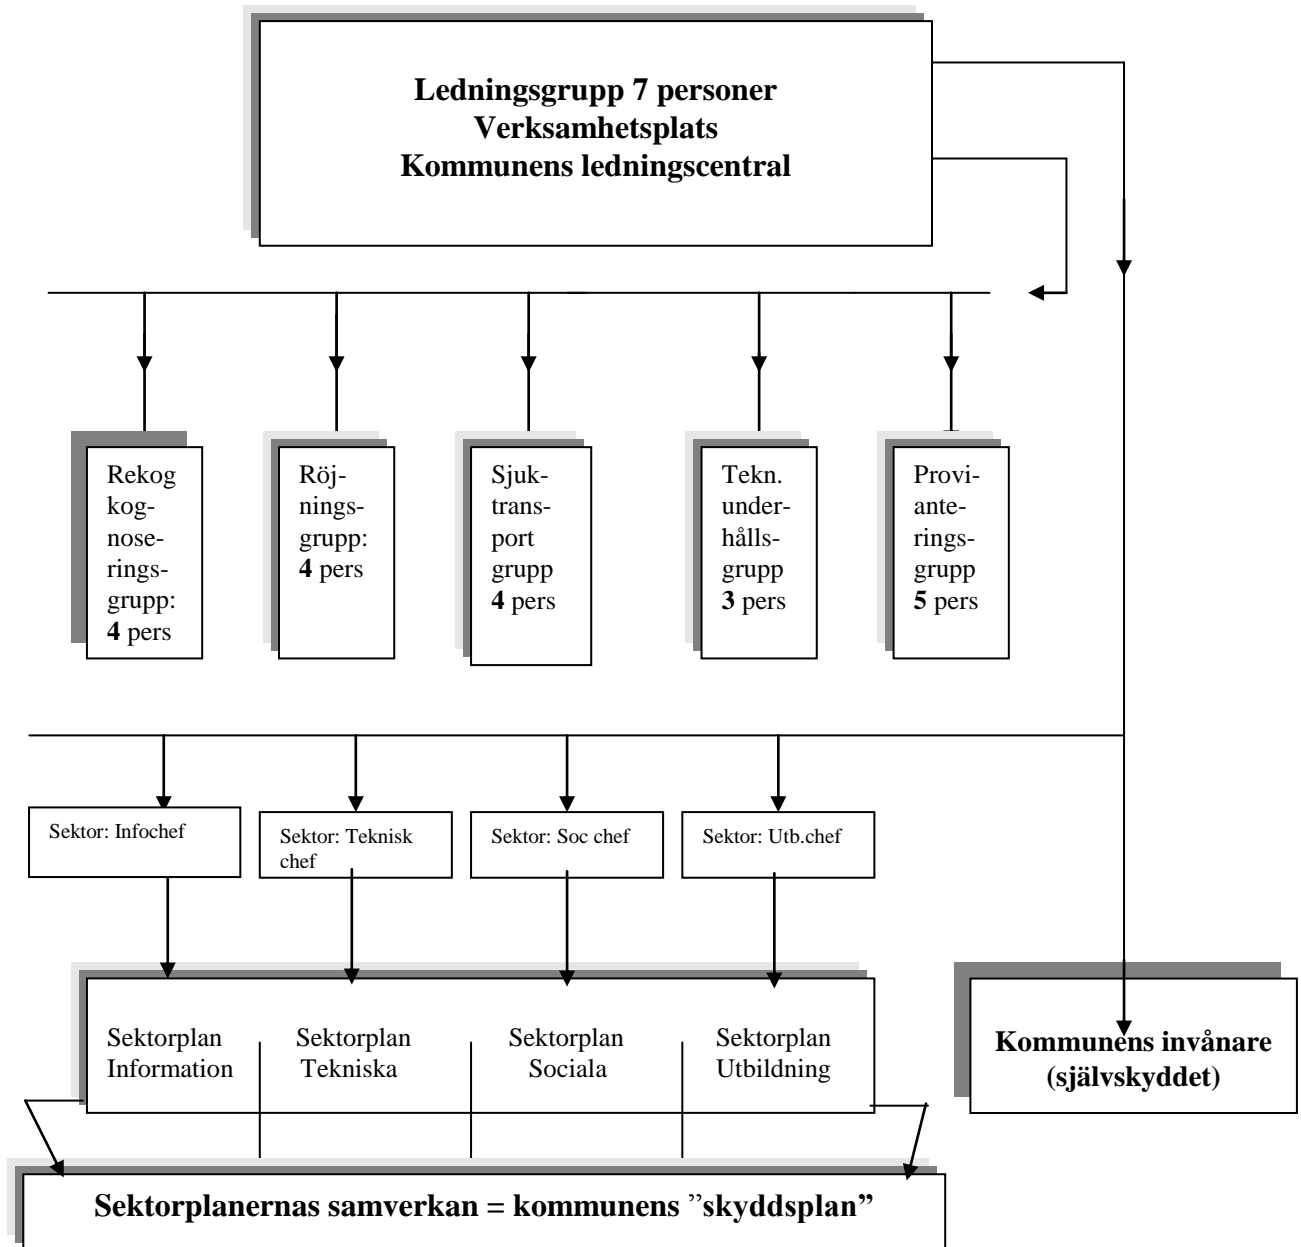 Ledningsgrupp 7 personer
Verksamhetsplats
Kommunens ledningscentral
Rekog
kog-
nose-
rings-
grupp:
4 pers
Röj-
nings-
grupp:
4 pers
Sjuk-
trans-
port
grupp
4 pers
Tekn.
under-
hålls-
grupp
3 pers
Provi-
ante-
rings-
grupp
5 pers
Sektor: Infochef
Sektor: Teknisk
chef
Sektor: Soc chef
Sektor: Utb.chef
Sektorplan
Information
Sektorplan
Tekniska
Sektorplan
Sociala
Sektorplan
Utbildning
Kommunens invånare
(självskyddet)
Sektorplanernas samverkan = kommunens ”skyddsplan”